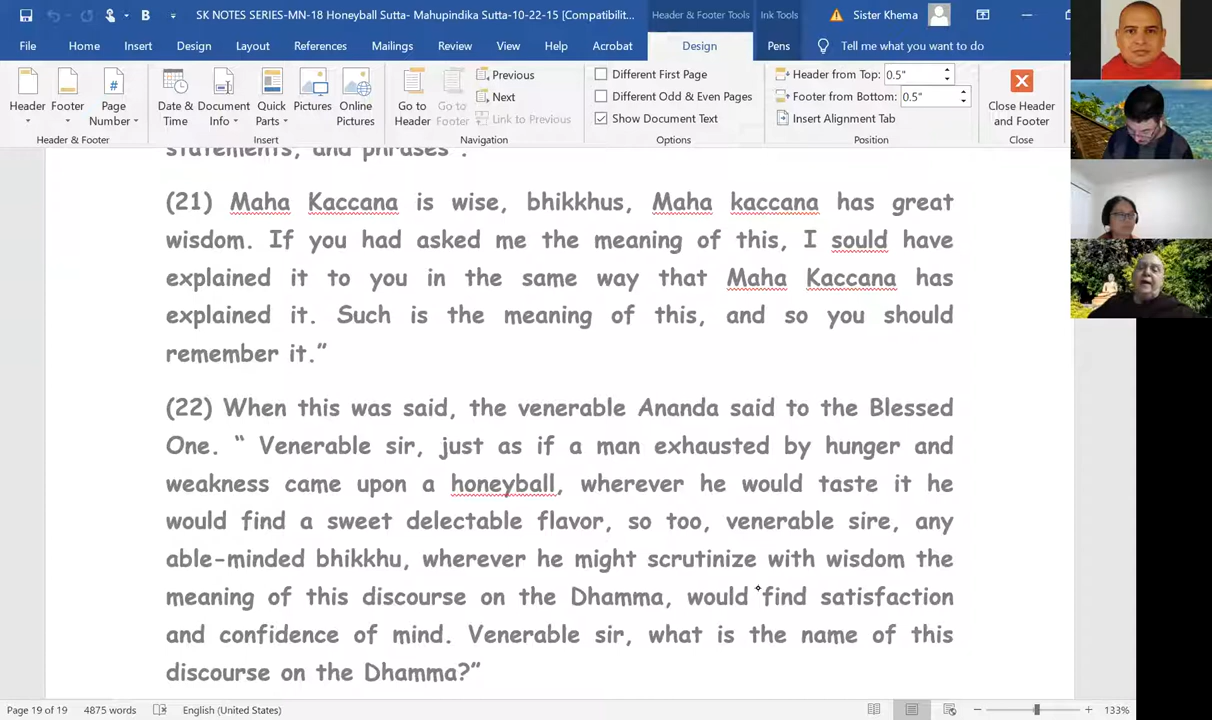 SK NOTES SERIES-MN-18 Honeyball Sutta- Mahupindika Sutta-10-22-15 [Compatibilit...
Header & Footer Tools
Ink Tools
Sister Khema
File Home Insert Design Layout References Mailings Review View Help Acrobat Design Pens Tell me what you want to do
Header Footer Page Number
Header & Footer
Date & Time Document Info Quick Parts Pictures Online Pictures
Insert
Go to Header Go to Footer Previous Next Link to Previous
Navigation
Different First Page
Different Odd & Even Pages
Show Document Text
Options
Header from Top: 0.5"
Footer from Bottom: 0.5"
Insert Alignment Tab
Position
Close Header and Footer
Close
statements, and phrases".
(21) Maha Kaccana is wise, bhikkhus, Maha kaccana has great
wisdom. If you had asked me the meaning of this, I sould have
explained it to you in the same way that Maha Kaccana has
explained it. Such is the meaning of this, and so you should
remember it.”
(22) When this was said, the venerable Ananda said to the Blessed
One. “ Venerable sir, just as if a man exhausted by hunger and
weakness came upon a honeyball, wherever he would taste it he
would find a sweet delectable flavor, so too, venerable sire, any
able-minded bhikkhu, wherever he might scrutinize with wisdom the
meaning of this discourse on the Dhamma, would find satisfaction
and confidence of mind. Venerable sir, what is the name of this
discourse on the Dhamma?”
Page 19 of 19 4875 words English (United States) 133%